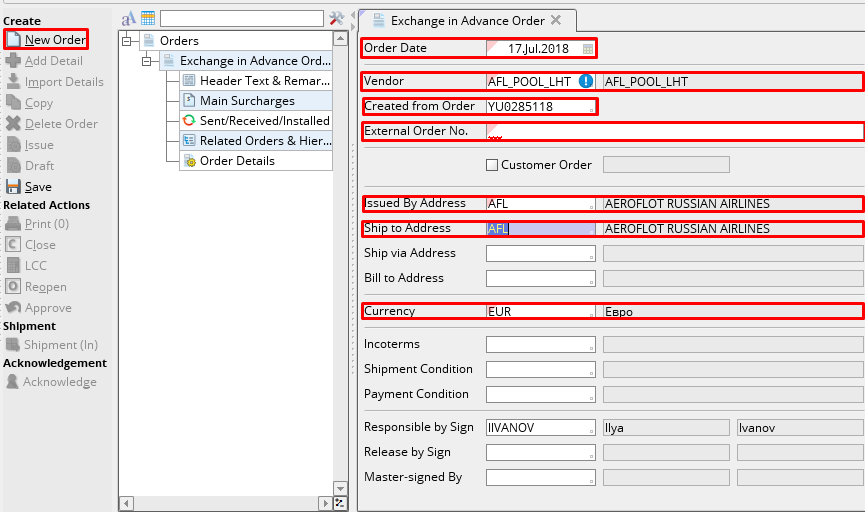 Create
New Order
Add Detail
Import Details
Copy
Delete Order
Issue
Draft
Save
Related Actions
Print (0)
Close
LCC
Reopen
Approve
Shipment
Shipment (In)
Acknowledgement
Acknowledge
Orders
Exchange in Advance Ord...
Header Text & Remar...
Main Surcharges
Sent/Received/Installed
Related Orders & Hier...
Order Details
Exchange in Advance Order
Order Date 17.Jul.2018
Vendor AFL_POOL_LHT AFL_POOL_LHT
Created from Order YU0285118
External Order No.
Customer Order
Issued By Address AFL AEROFLOT RUSSIAN AIRLINES
Ship to Address AFL AEROFLOT RUSSIAN AIRLINES
Ship via Address
Bill to Address
Currency EUR Евро
Incoterms
Shipment Condition
Payment Condition
Responsible by Sign IIVANOV Ilya Ivanov
Release by Sign
Master-signed By